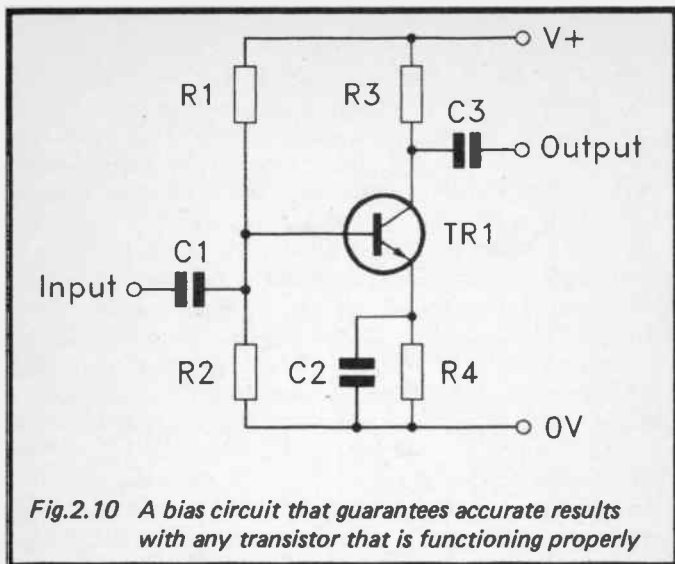 V+
R1
R3
C3
Output
TR1
C1
Input
R2
C2
R4
0V
Fig.2.10 A bias circuit that guarantees accurate results
with any transistor that is functioning properly